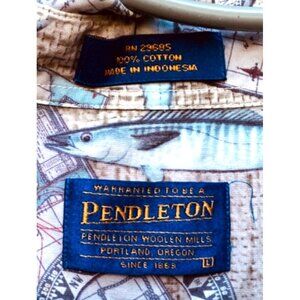 RN 29685
100% COTTON
MADE IN INDONESIA
WARRANTED TO BE A
PENDLETON
PENDLETON WOOLEN MILLS
PORTLAND, OREGON
SINCE 1863 L